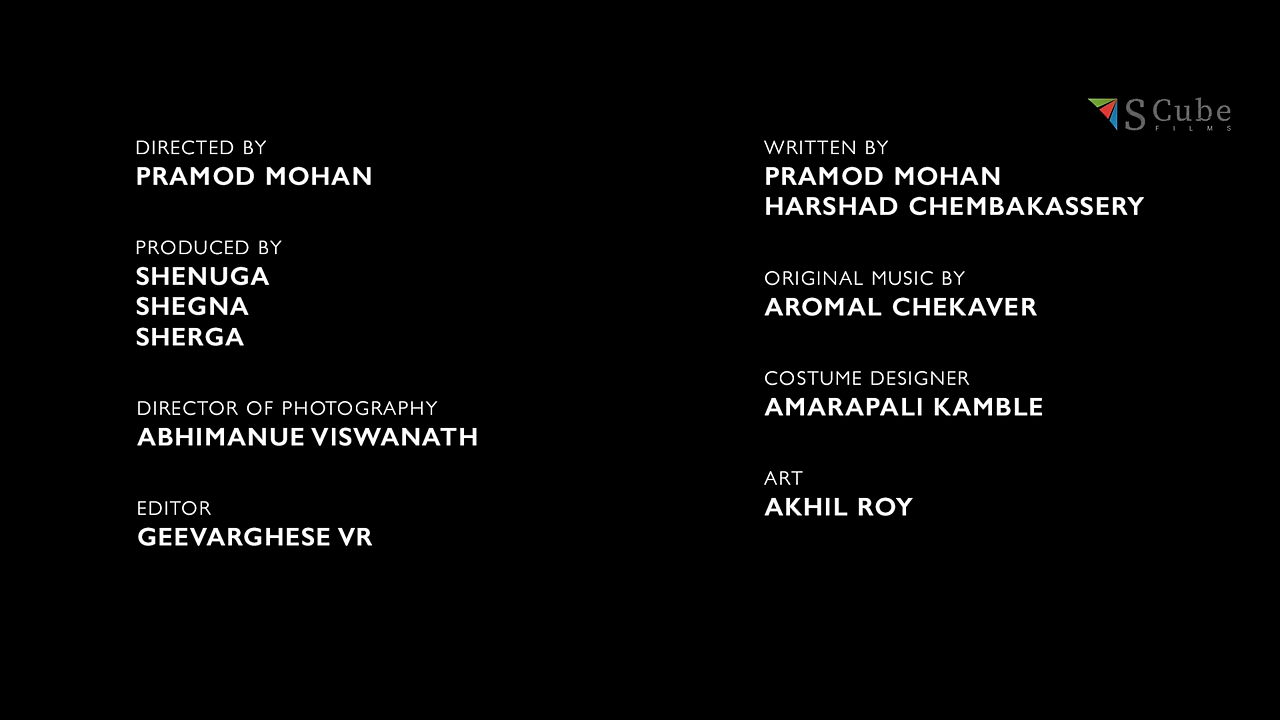 S Cube
FILMS
DIRECTED BY
PRAMOD MOHAN
PRODUCED BY
SHENUGA
SHEGNA
SHERGA
DIRECTOR OF PHOTOGRAPHY
ABHIMANUE VISWANATH
EDITOR
GEEVARGHESE VR
WRITTEN BY
PRAMOD MOHAN
HARSHAD CHEMBAKASSERY
ORIGINAL MUSIC BY
AROMAL CHEKAVER
COSTUME DESIGNER
AMARAPALI KAMBLE
ART
AKHIL ROY